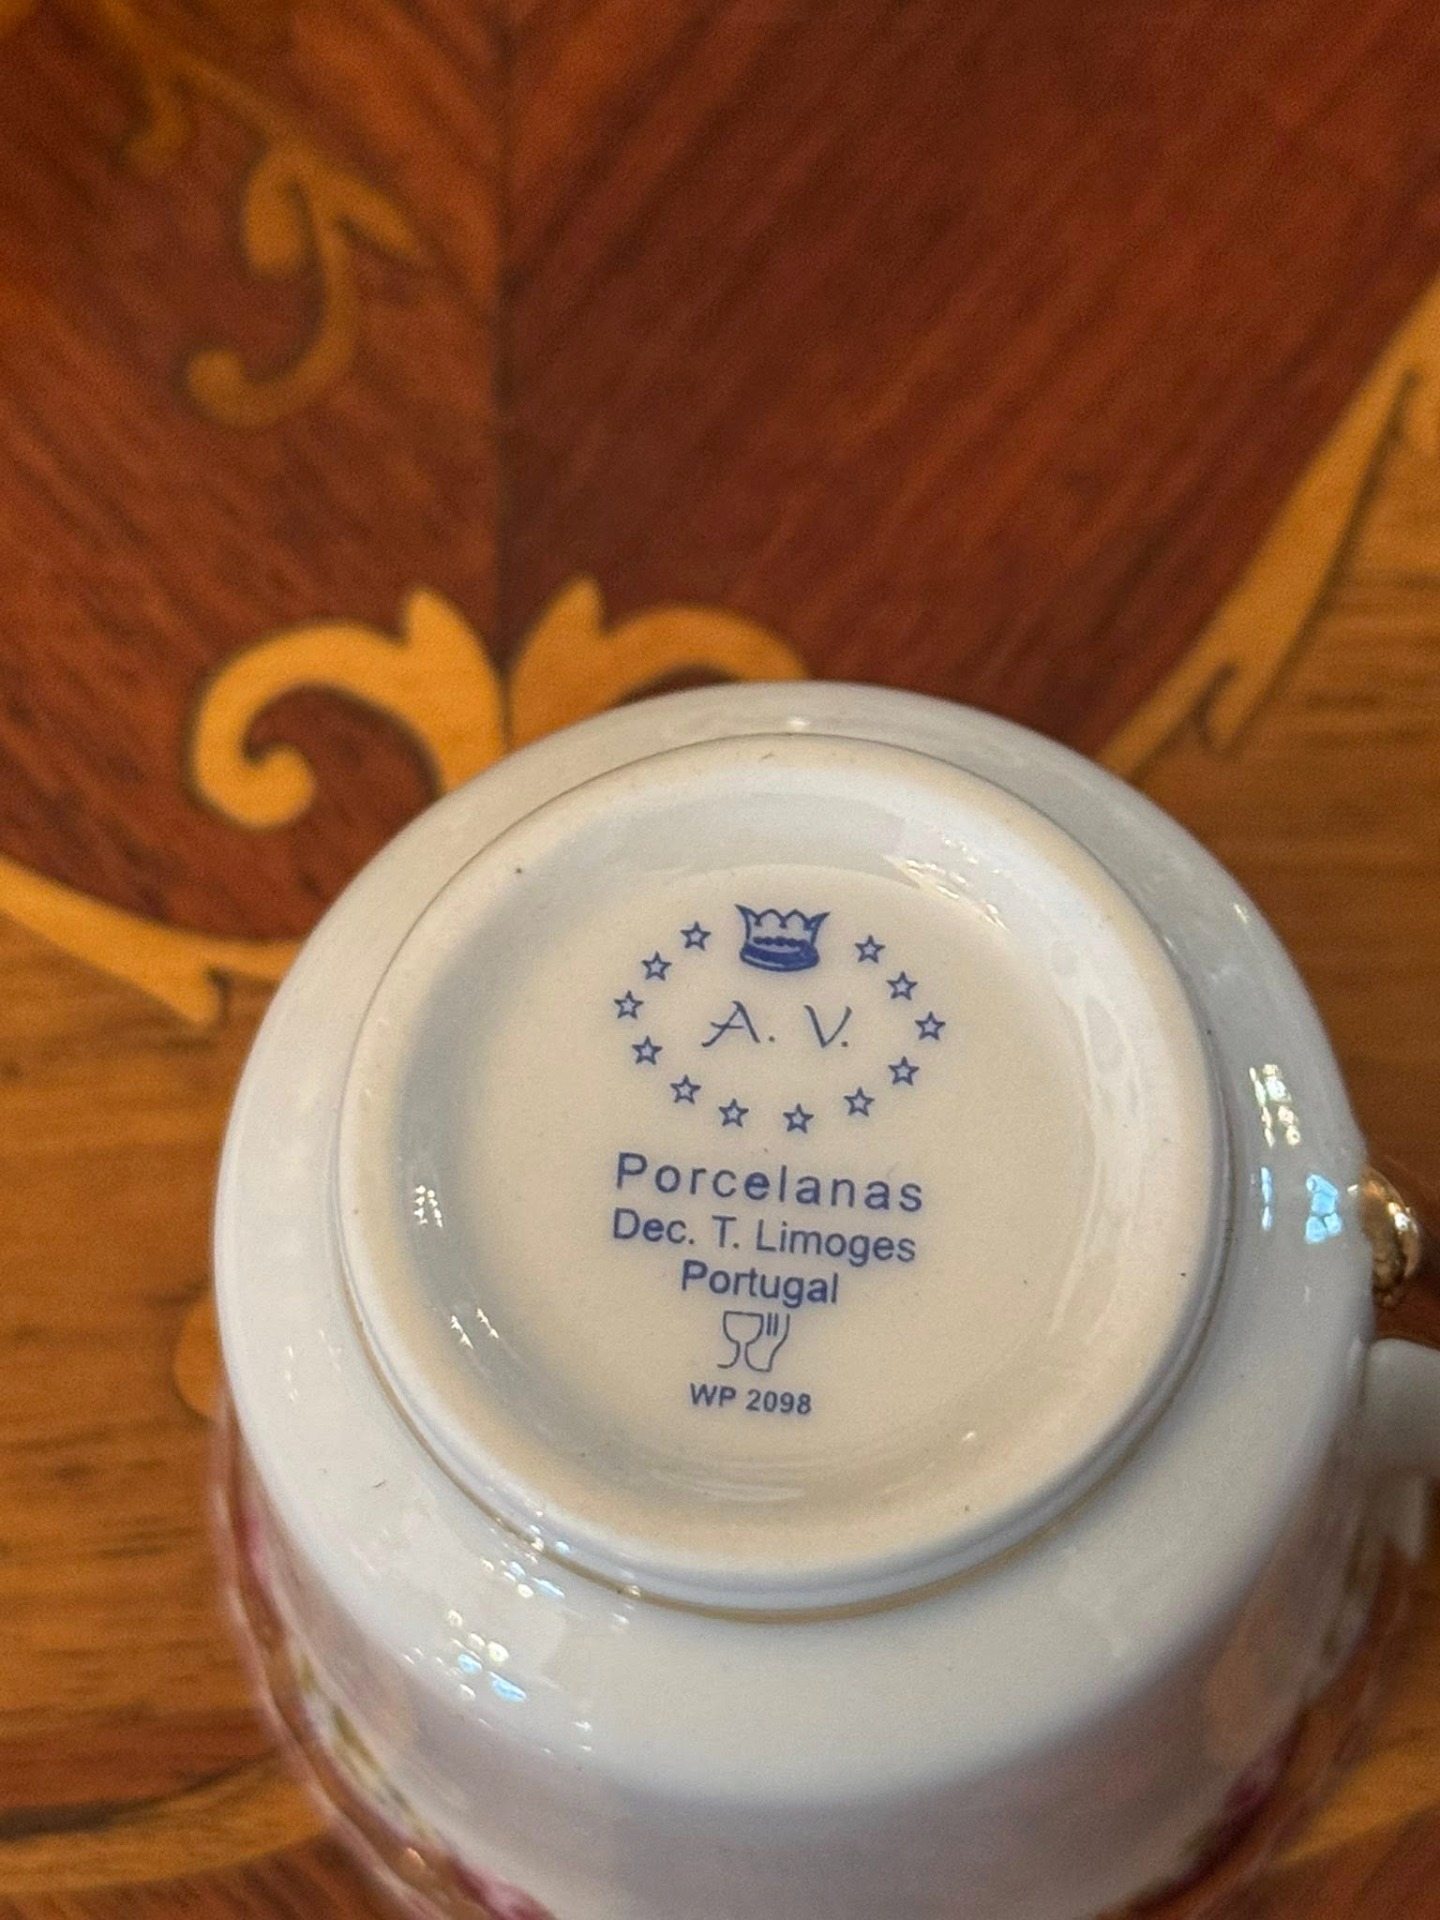 A. V.
Porcelanas
Dec. T. Limoges
Portugal
WP 2098